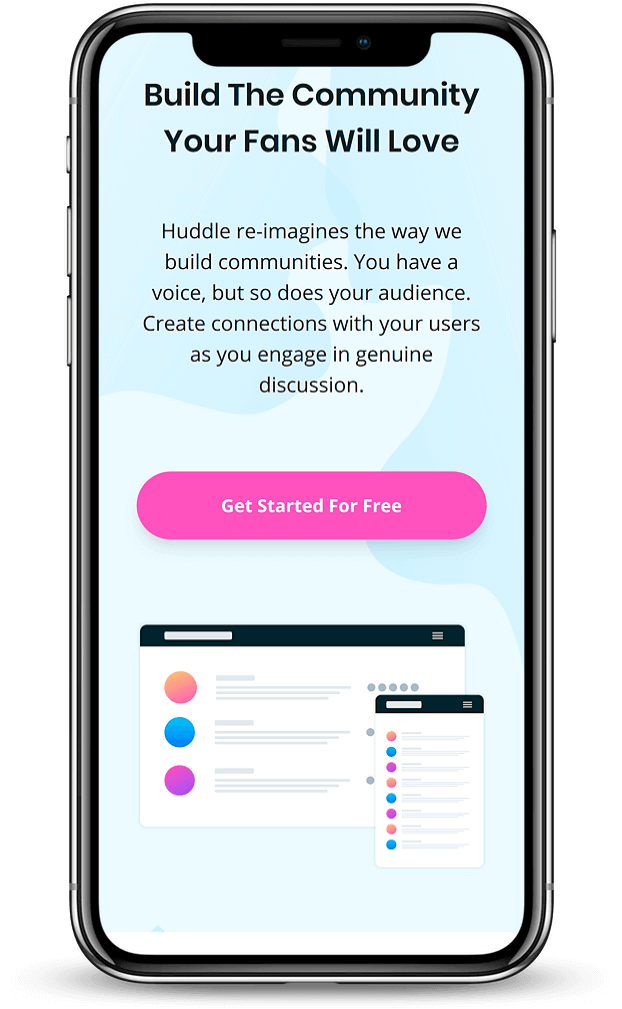 Build The Community
Your Fans Will Love
Huddle re-imagines the way we
build communities. You have a
voice, but so does your audience.
Create connections with your users
as you engage in genuine
discussion.
Get Started For Free